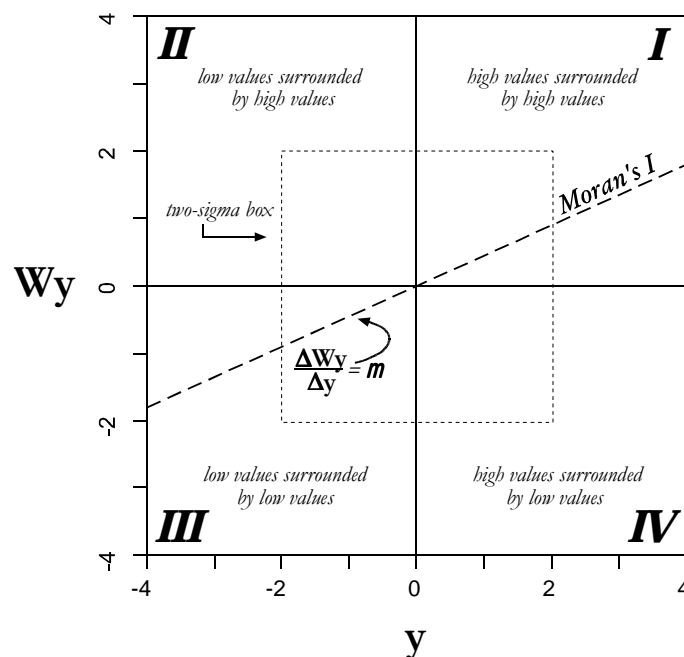 4
II
I
low values surrounded
by high values
high values surrounded
by high values
2
Moran's I
two-sigma box
Wy
0
ΔWy
Δy
= m
-2
low values surrounded
by low values
high values surrounded
by low values
III
IV
-4
-4 -2 0 2 4
y